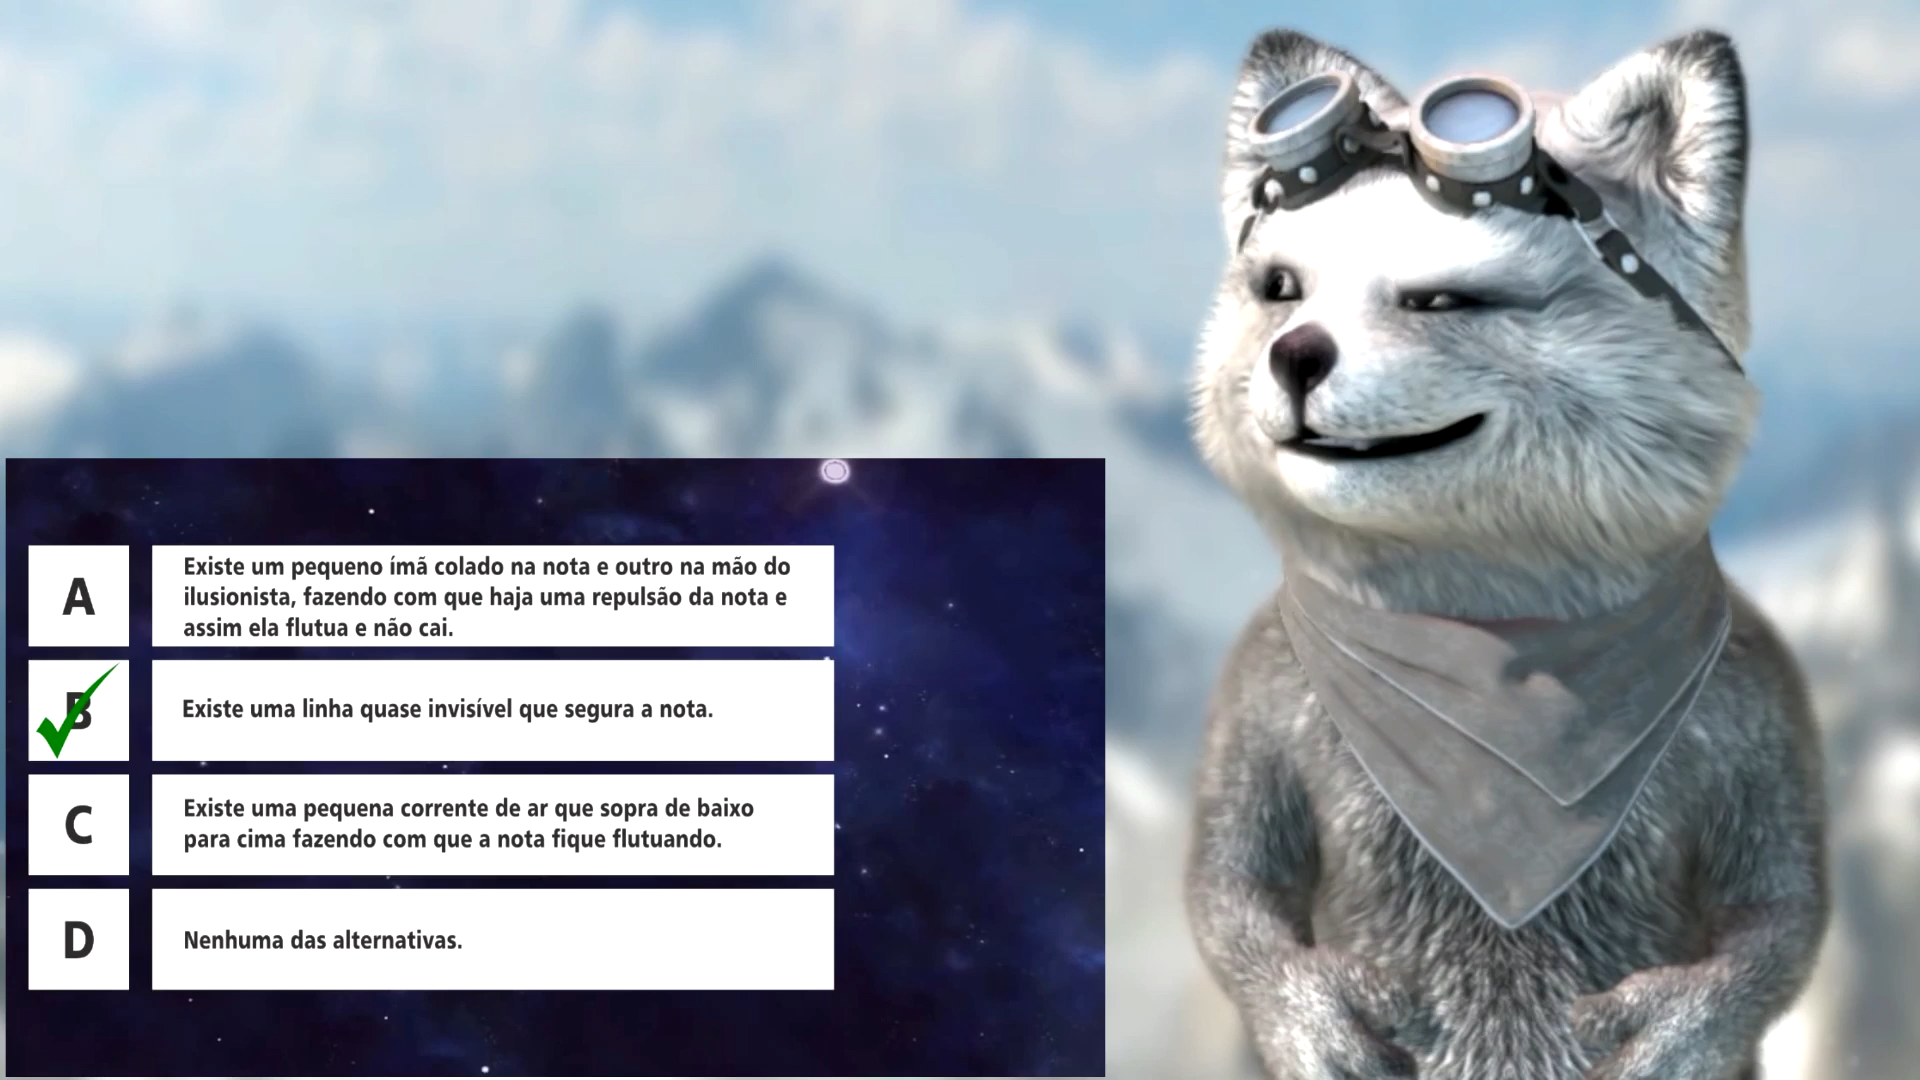 A
Existe um pequeno ímã colado na nota e outro na mão do
ilusionista, fazendo com que haja uma repulsão da nota e
assim ela flutua e não cai.
B
Existe uma linha quase invisível que segura a nota.
C
Existe uma pequena corrente de ar que sopra de baixo
para cima fazendo com que a nota fique flutuando.
D
Nenhuma das alternativas.